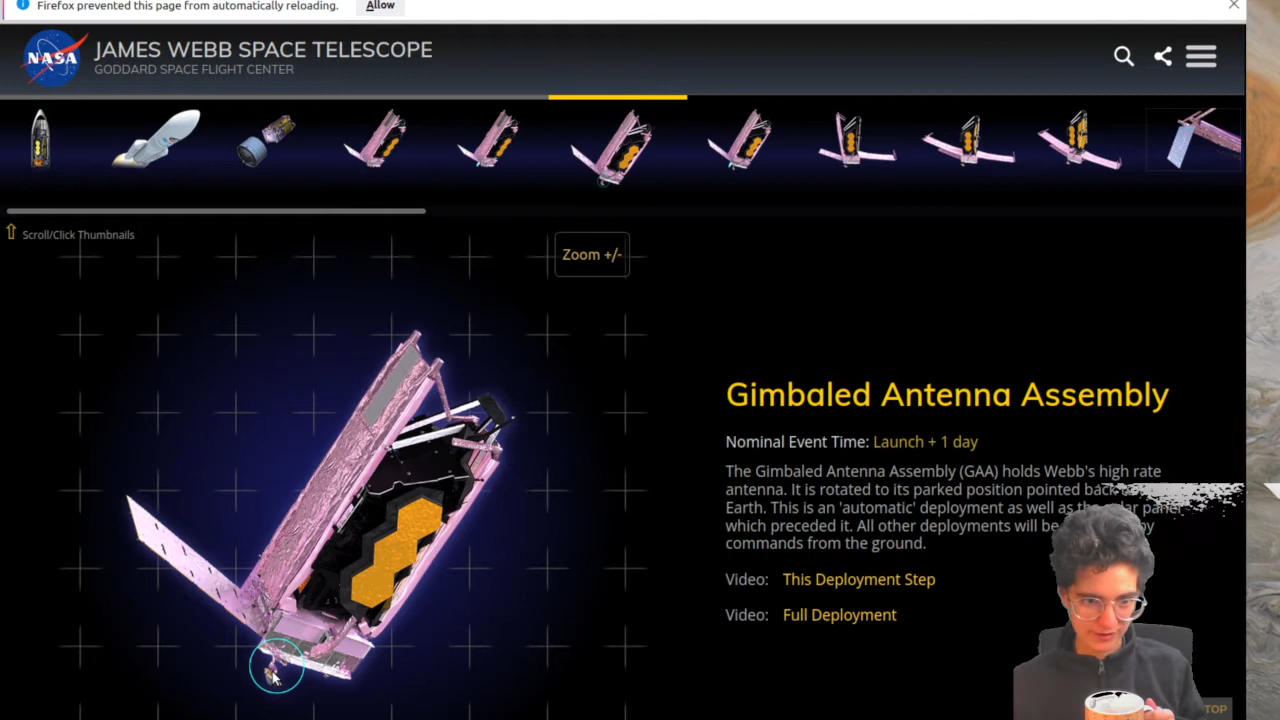 Firefox prevented this page from automatically reloading. Allow
NASA
JAMES WEBB SPACE TELESCOPE
GODDARD SPACE FLIGHT CENTER
Scroll/Click Thumbnails
Zoom +/-
Gimbaled Antenna Assembly
Nominal Event Time: Launch + 1 day
The Gimbaled Antenna Assembly (GAA) holds Webb's high rate
antenna. It is rotated to its parked position pointed back
Earth. This is an 'automatic' deployment as well as the solar panel
which preceded it. All other deployments will be by
commands from the ground.
Video: This Deployment Step
Video: Full Deployment
TOP